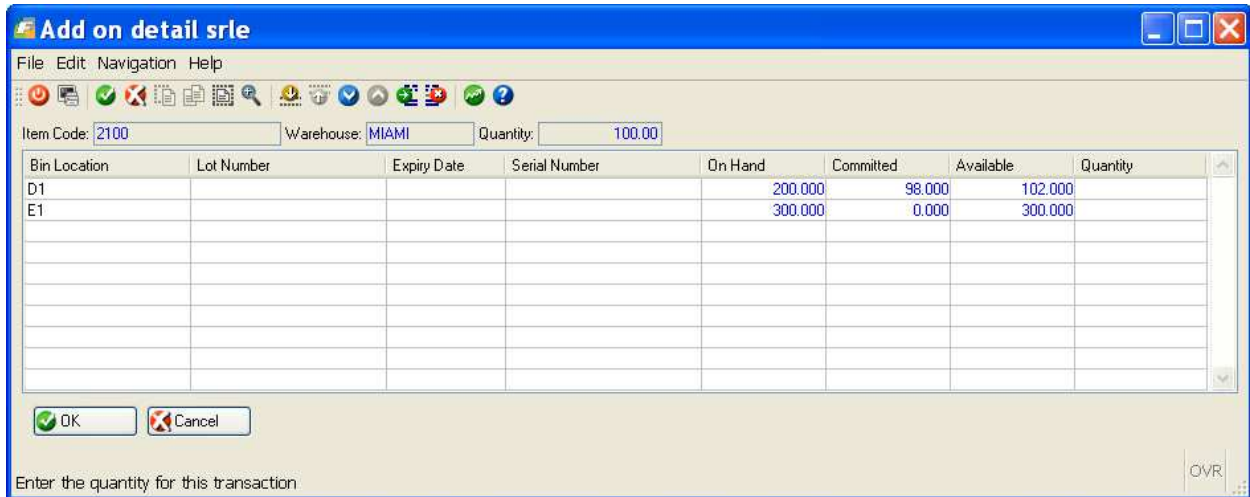 Add on detail srle
File Edit Navigation Help
Item Code: 2100 Warehouse: MIAMI Quantity: 100.00
Bin Location Lot Number Expiry Date Serial Number On Hand Committed Available Quantity
D1 200.000 98.000 102.000
E1 300.000 0.000 300.000
OK Cancel
Enter the quantity for this transaction OVR